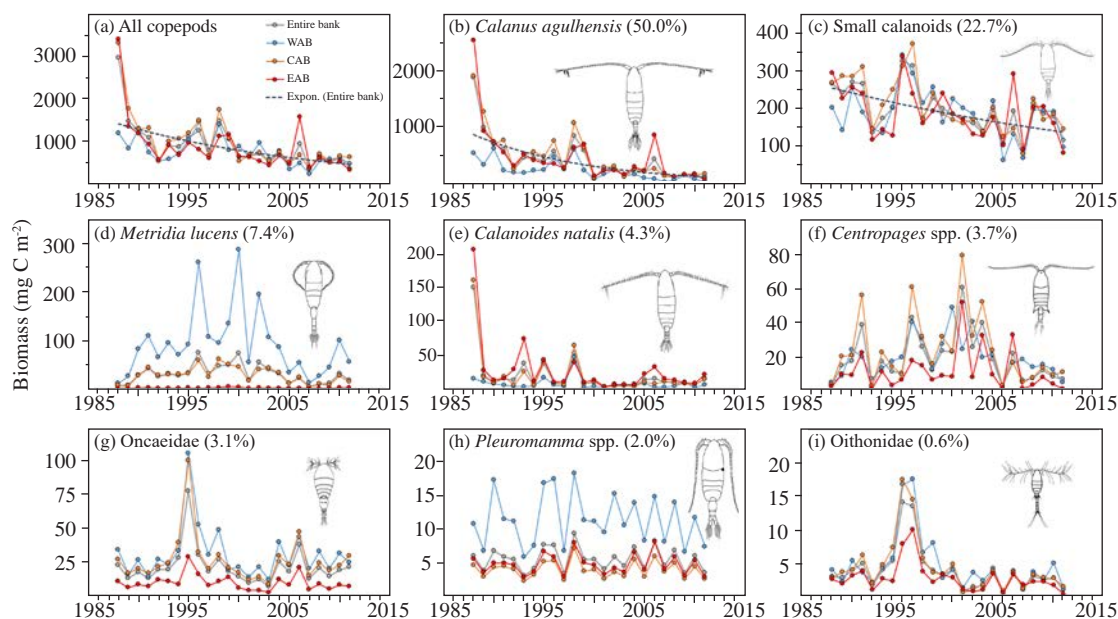 (a) All copepods
Entire bank
WAB
CAB
EAB
Expon. (Entire bank)
3000
2000
1000
1985 1995 2005 2015
(b) Calanus agulhensis (50.0%)
2000
1000
1985 1995 2005 2015
(c) Small calanoids (22.7%)
400
300
200
100
1985 1995 2005 2015
Biomass (mg C m-2)
(d) Metridia lucens (7.4%)
300
200
100
1985 1995 2005 2015
(e) Calanoides natalis (4.3%)
200
150
100
50
1985 1995 2005 2015
(f) Centropages spp. (3.7%)
80
60
40
20
1985 1995 2005 2015
(g) Oncaeidae (3.1%)
100
75
50
25
1985 1995 2005 2015
(h) Pleuromamma spp. (2.0%)
20
15
10
5
1985 1995 2005 2015
(i) Oithonidae (0.6%)
20
15
10
5
1985 1995 2005 2015